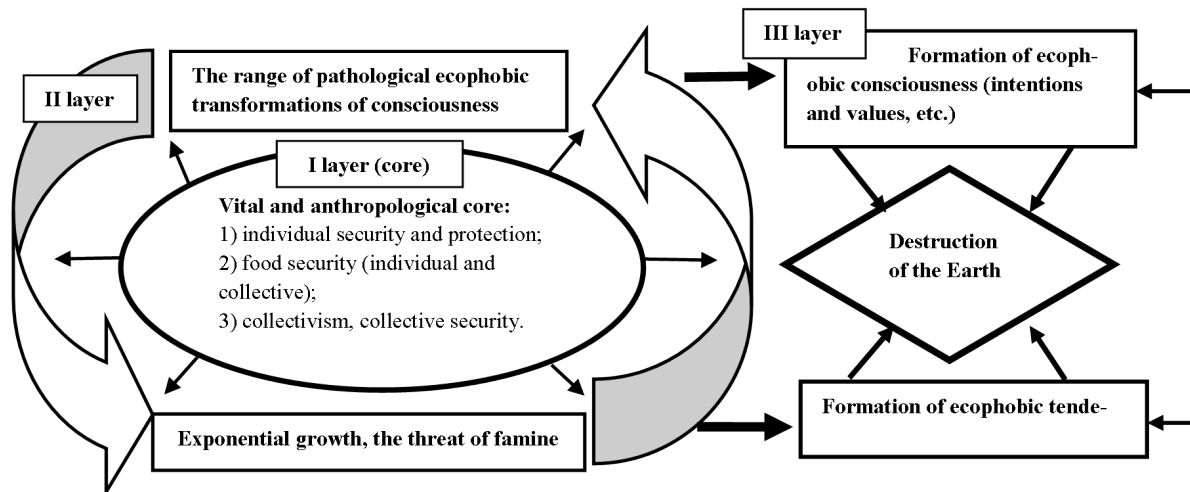 II layer
The range of pathological ecophobic
transformations of consciousness
I layer (core)
Vital and anthropological core:
1) individual security and protection;
2) food security (individual and
collective);
3) collectivism, collective security.
Exponential growth, the threat of famine
III layer
Formation of ecoph-
obic consciousness (intentions
and values, etc.)
Destruction
of the Earth
Formation of ecophobic tende-